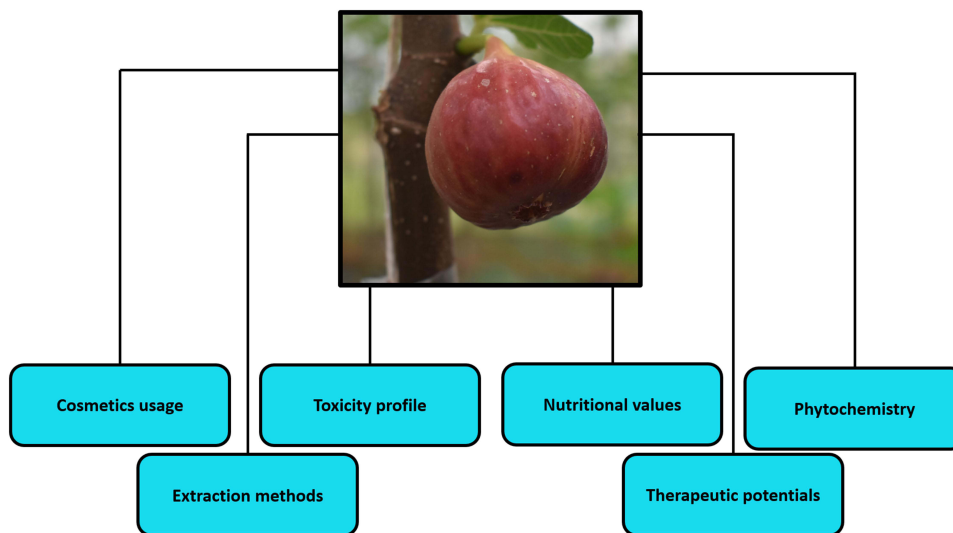 Cosmetics usage
Toxicity profile
Nutritional values
Phytochemistry
Extraction methods
Therapeutic potentials